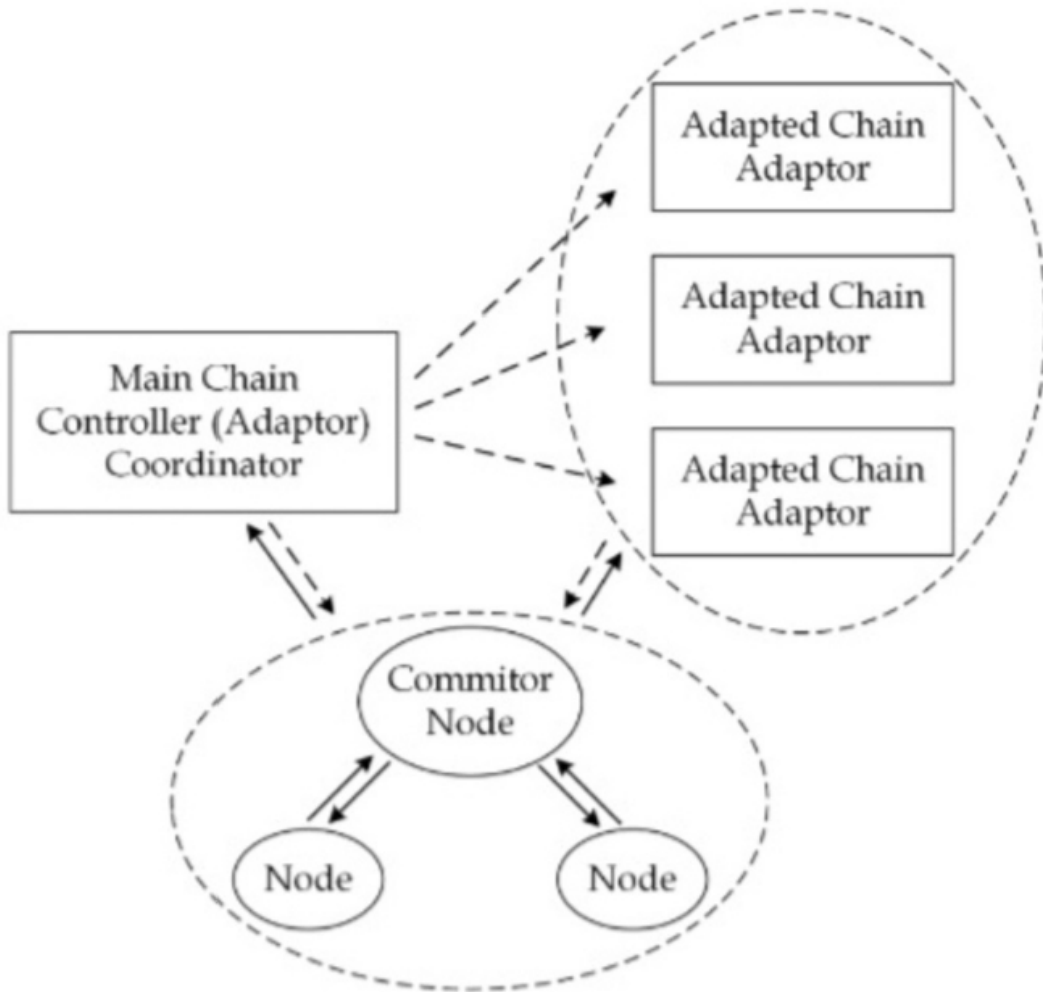 Adapted Chain
Adaptor
Adapted Chain
Adaptor
Main Chain
Controller (Adaptor)
Coordinator
Adapted Chain
Adaptor
Commitor
Node
Node
Node